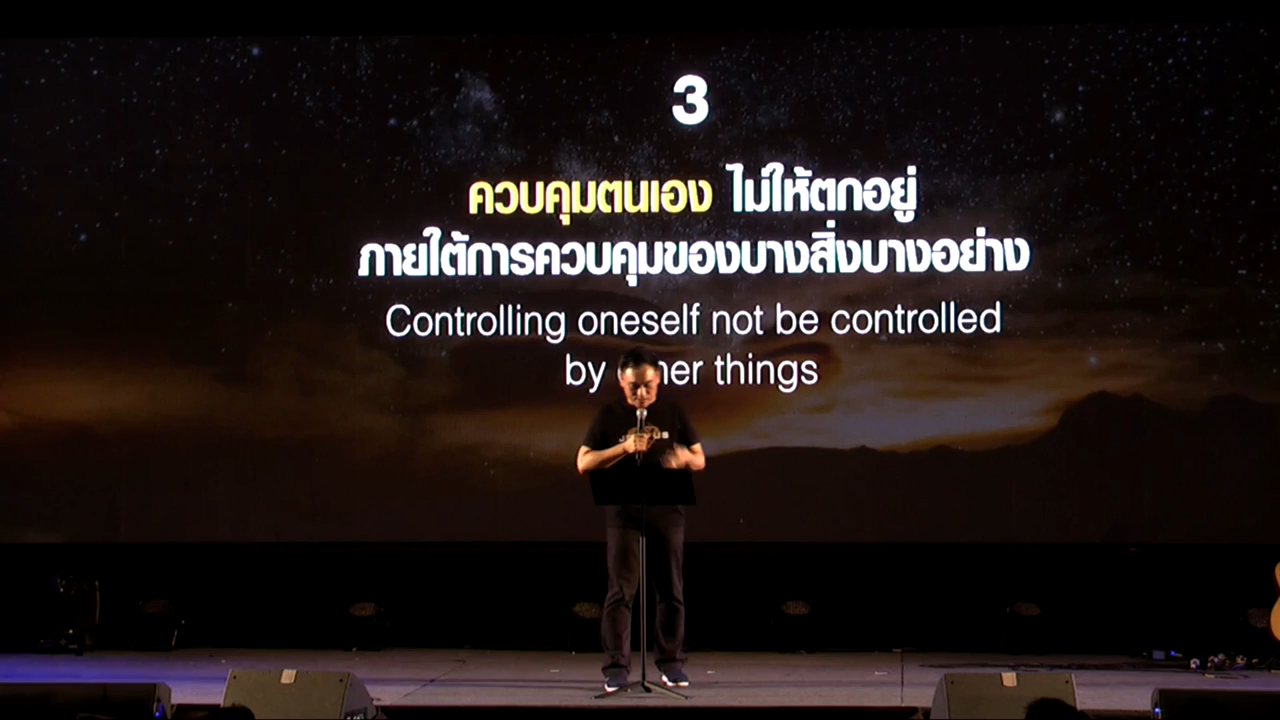 3
ควบคุมตนเอง ไม่ให้ตกอยู่
ภายใต้การควบคุมของบางสิ่งบางอย่าง
Controlling oneself not be controlled
by things